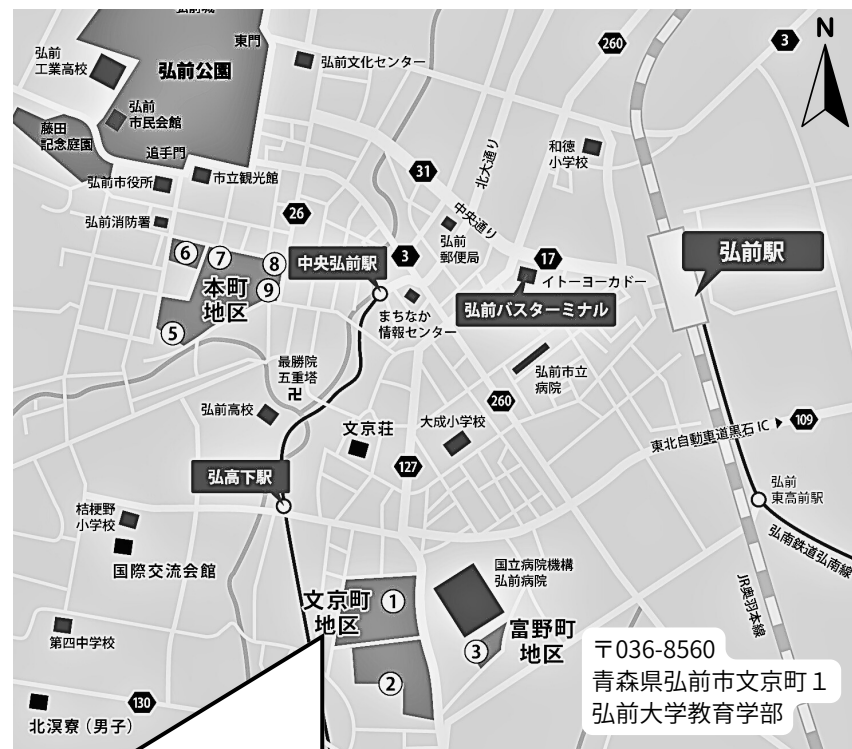 弘前城
東門
260
3
N
弘前
工業高校
弘前公園
弘前文化センター
弘前
市民会館
藤田
記念庭園
追手門
和徳
小学校
北大通り
31
弘前市役所
市立観光館
中央通り
26
弘前消防署
弘前
郵便局
⑥
⑦
⑧
中央弘前駅
3
17
弘前駅
イトーヨーカドー
本町
地区
⑨
弘前バスターミナル
まちなか
情報センター
⑤
最勝院
五重塔
卍
弘前市立
病院
弘前高校
260
文京荘
大成小学校
109
東北自動車道黒石 IC ▶
127
弘高下駅
弘前
東高前駅
桔梗野
小学校
弘南鉄道弘南線
国際交流会館
国立病院機構
弘前病院
JR奥羽本線
文京町
地区
①
富野町
地区
③
第四中学校
②
130
北溟寮（男子）
〒036-8560
青森県弘前市文京町１
弘前大学教育学部